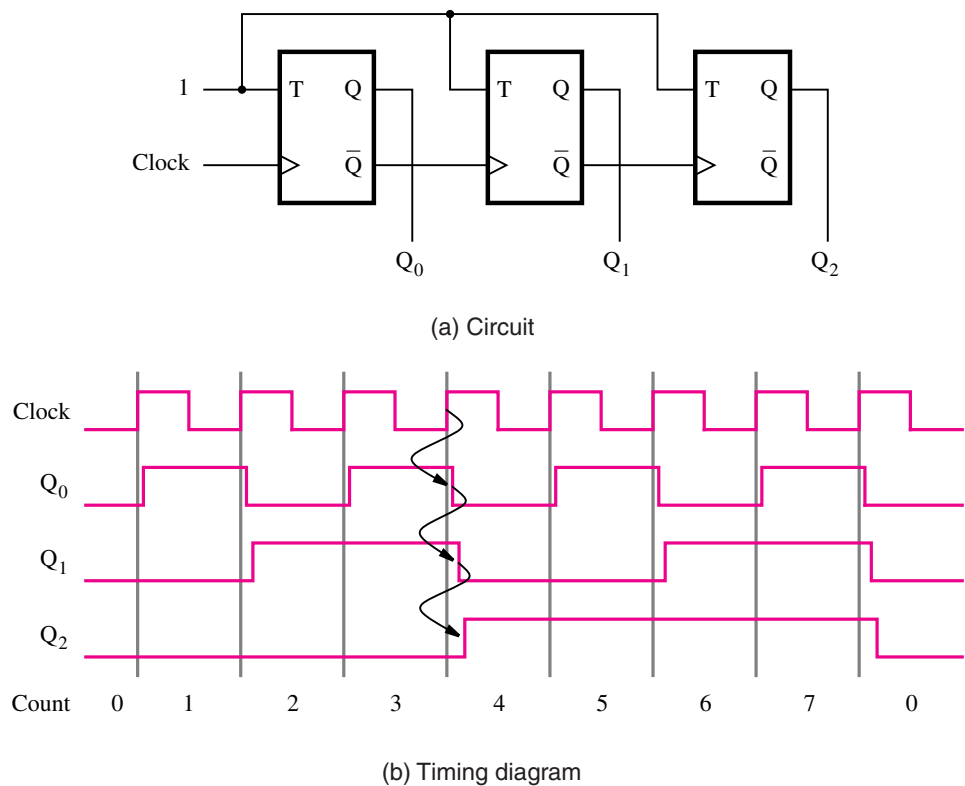 1 T Q T Q T Q
Clock Q̅ Q̅ Q̅
Q₀ Q₁ Q₂
(a) Circuit
Clock
Q₀
Q₁
Q₂
Count 0 1 2 3 4 5 6 7 0
(b) Timing diagram